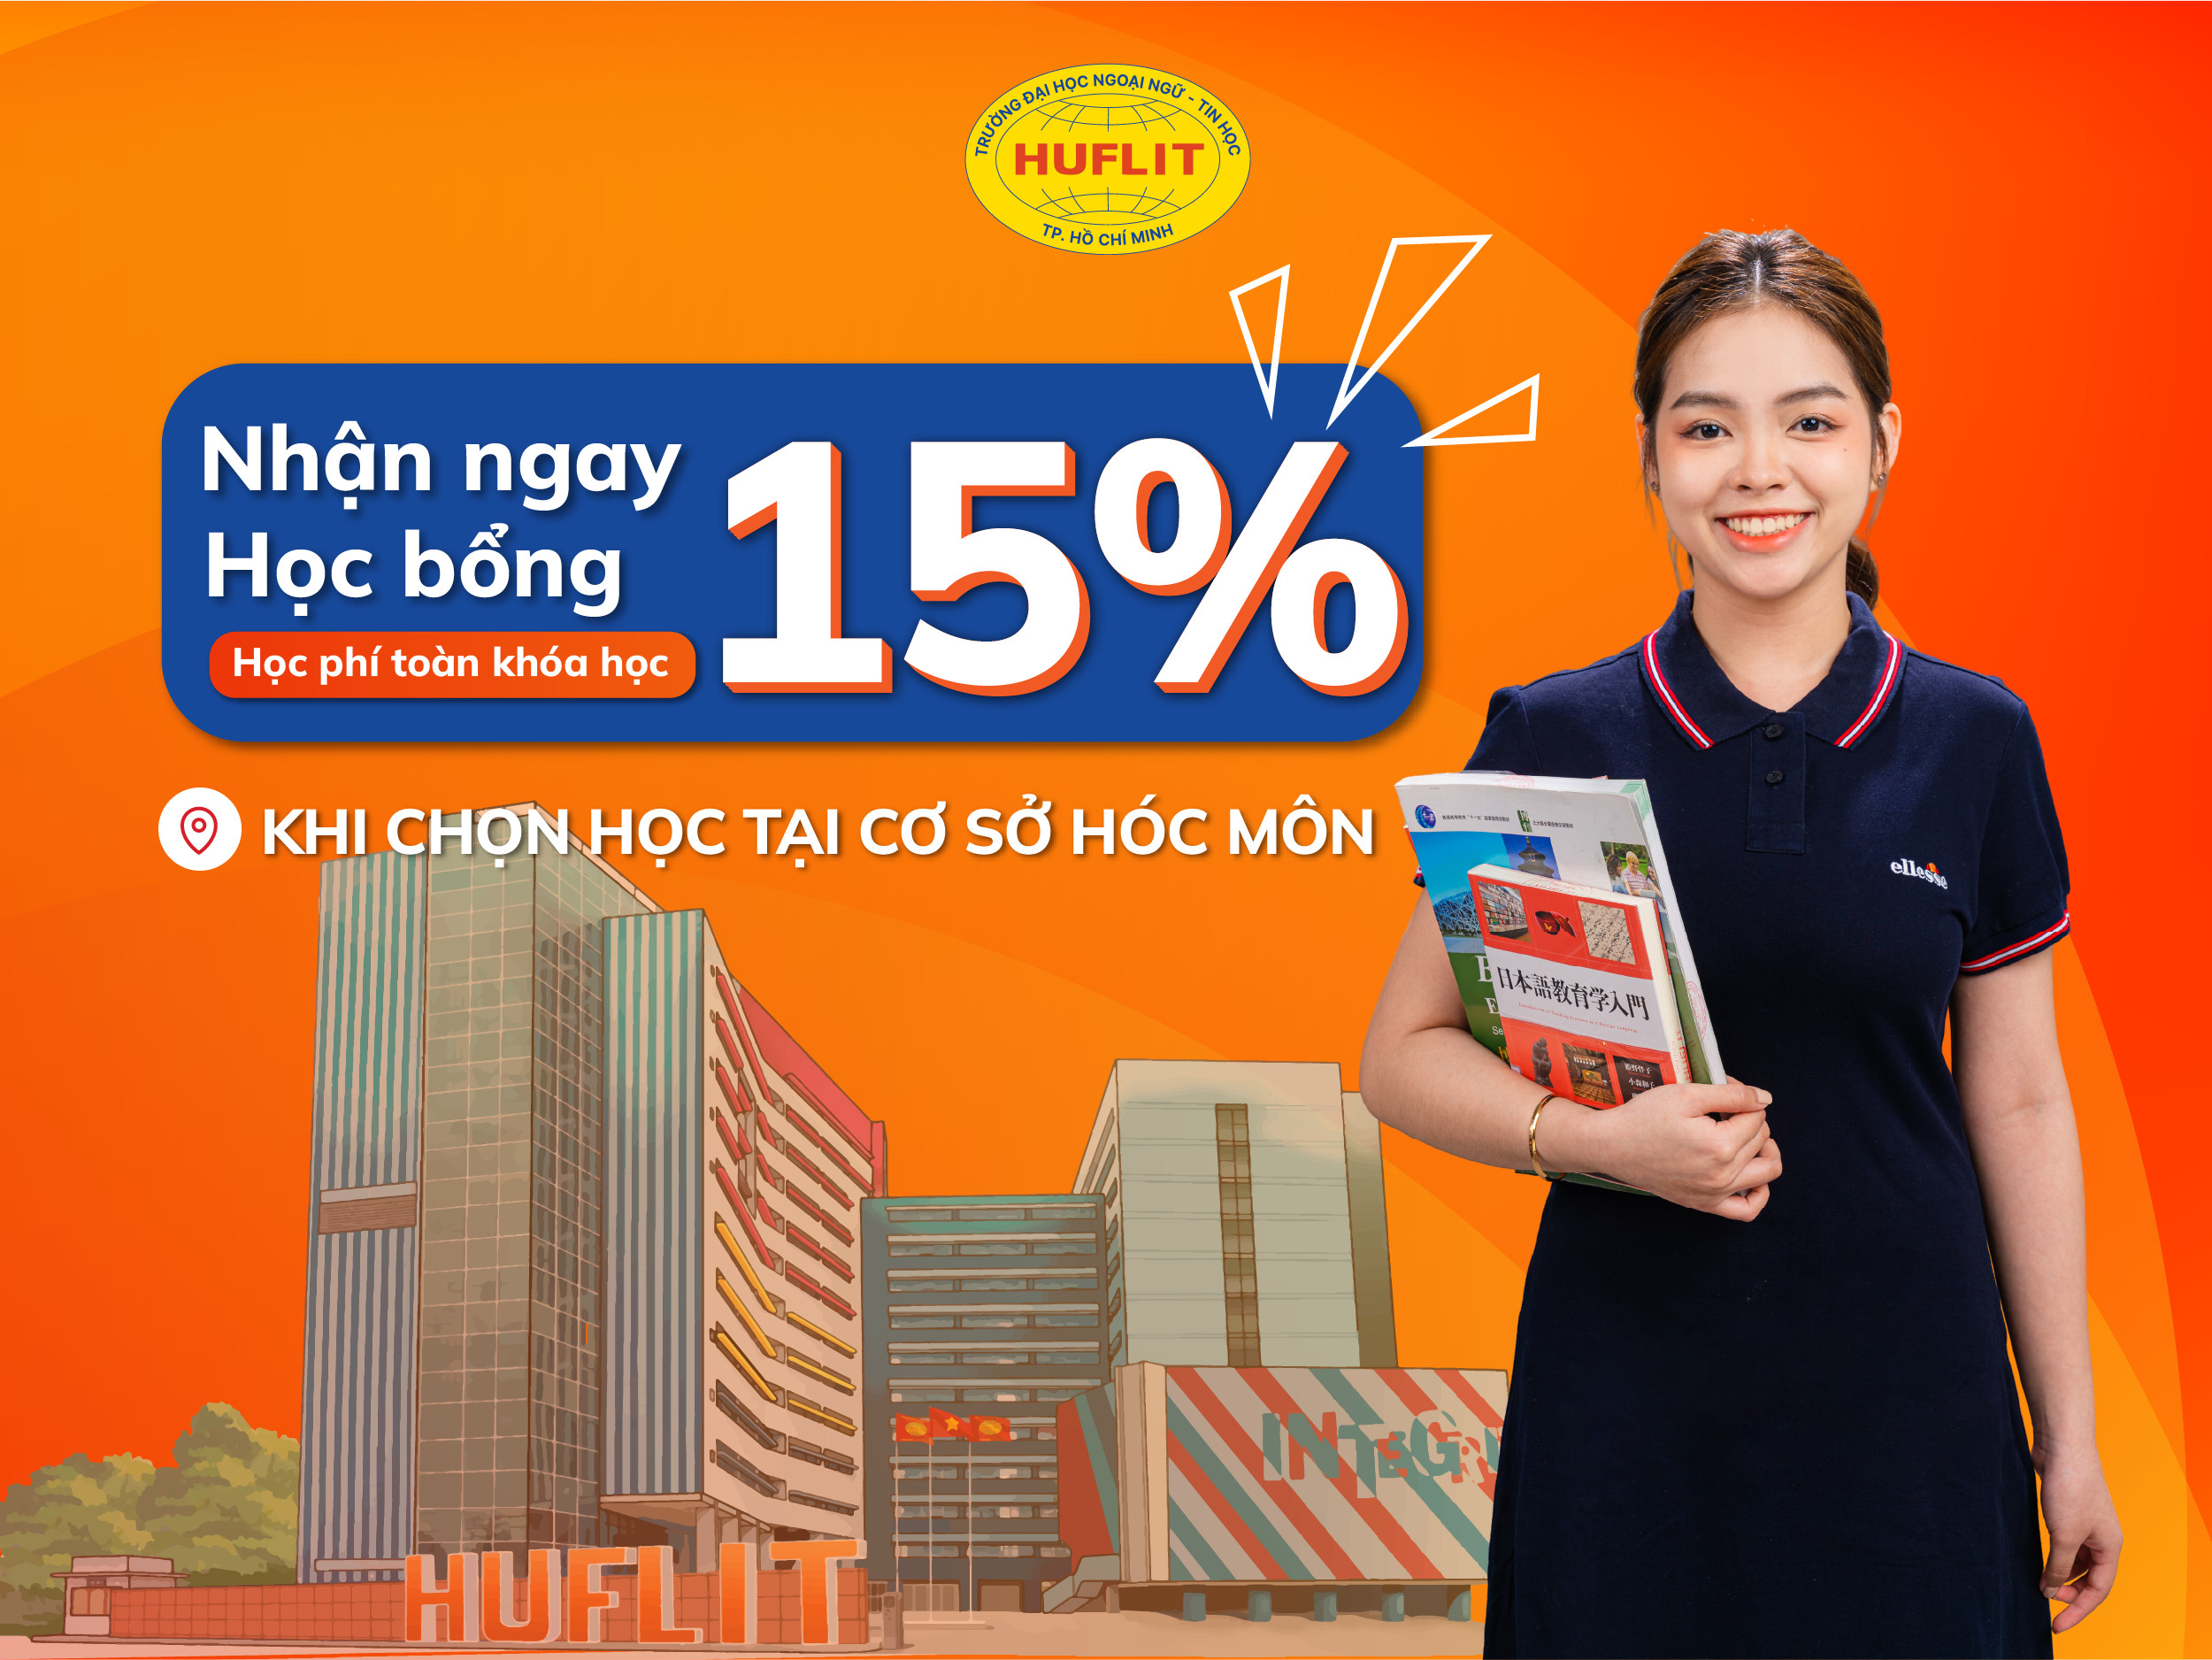 TRƯỜNG ĐẠI HỌC NGOẠI NGỮ - TIN HỌC
HUFLIT
TP. HỒ CHÍ MINH
Nhận ngay
Học bổng
15%
Học phí toàn khóa học
KHI CHỌN HỌC TẠI CƠ SỞ HÓC MÔN
ellesse
日本語教育学入門
INTEGR
HUFLIT